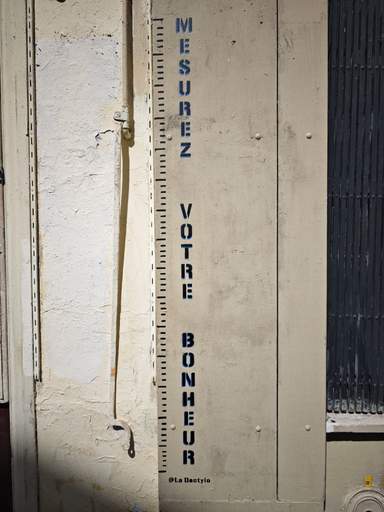 MESUREZ
VOTRE
BONHEUR
@La Dactylo